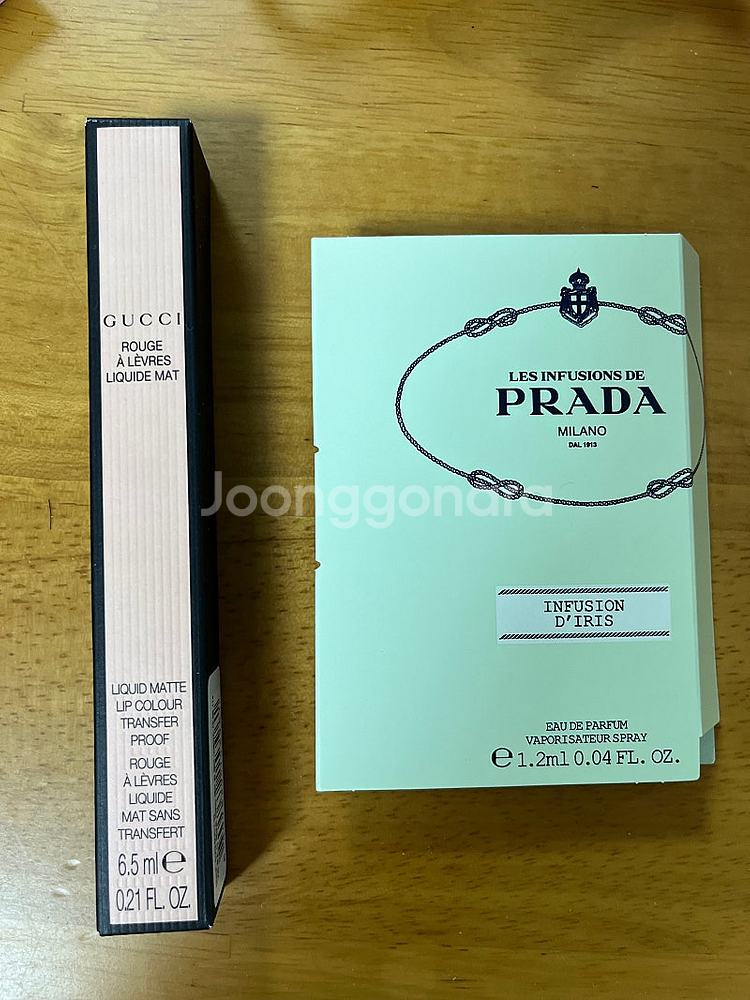 GUCCI
ROUGE
À LÈVRES
LIQUIDE MAT
LIQUID MATTE
LIP COLOUR
TRANSFER
PROOF
ROUGE
À LÈVRES
LIQUIDE
MAT SANS
TRANSFERT
6.5 ml℮
0.21 FL. OZ.
LES INFUSIONS DE
PRADA
MILANO
DAL 1913
INFUSION
D'IRIS
EAU DE PARFUM
VAPORISATEUR SPRAY
℮ 1.2ml 0.04 FL. OZ.
Joonggonara